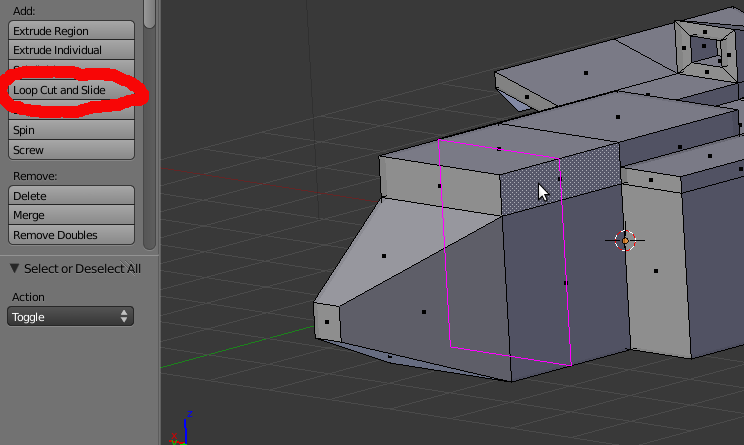 Add:
Extrude Region
Extrude Individual
Loop Cut and Slide
Spin
Screw
Remove:
Delete
Merge
Remove Doubles
Select or Deselect All
Action
Toggle
z